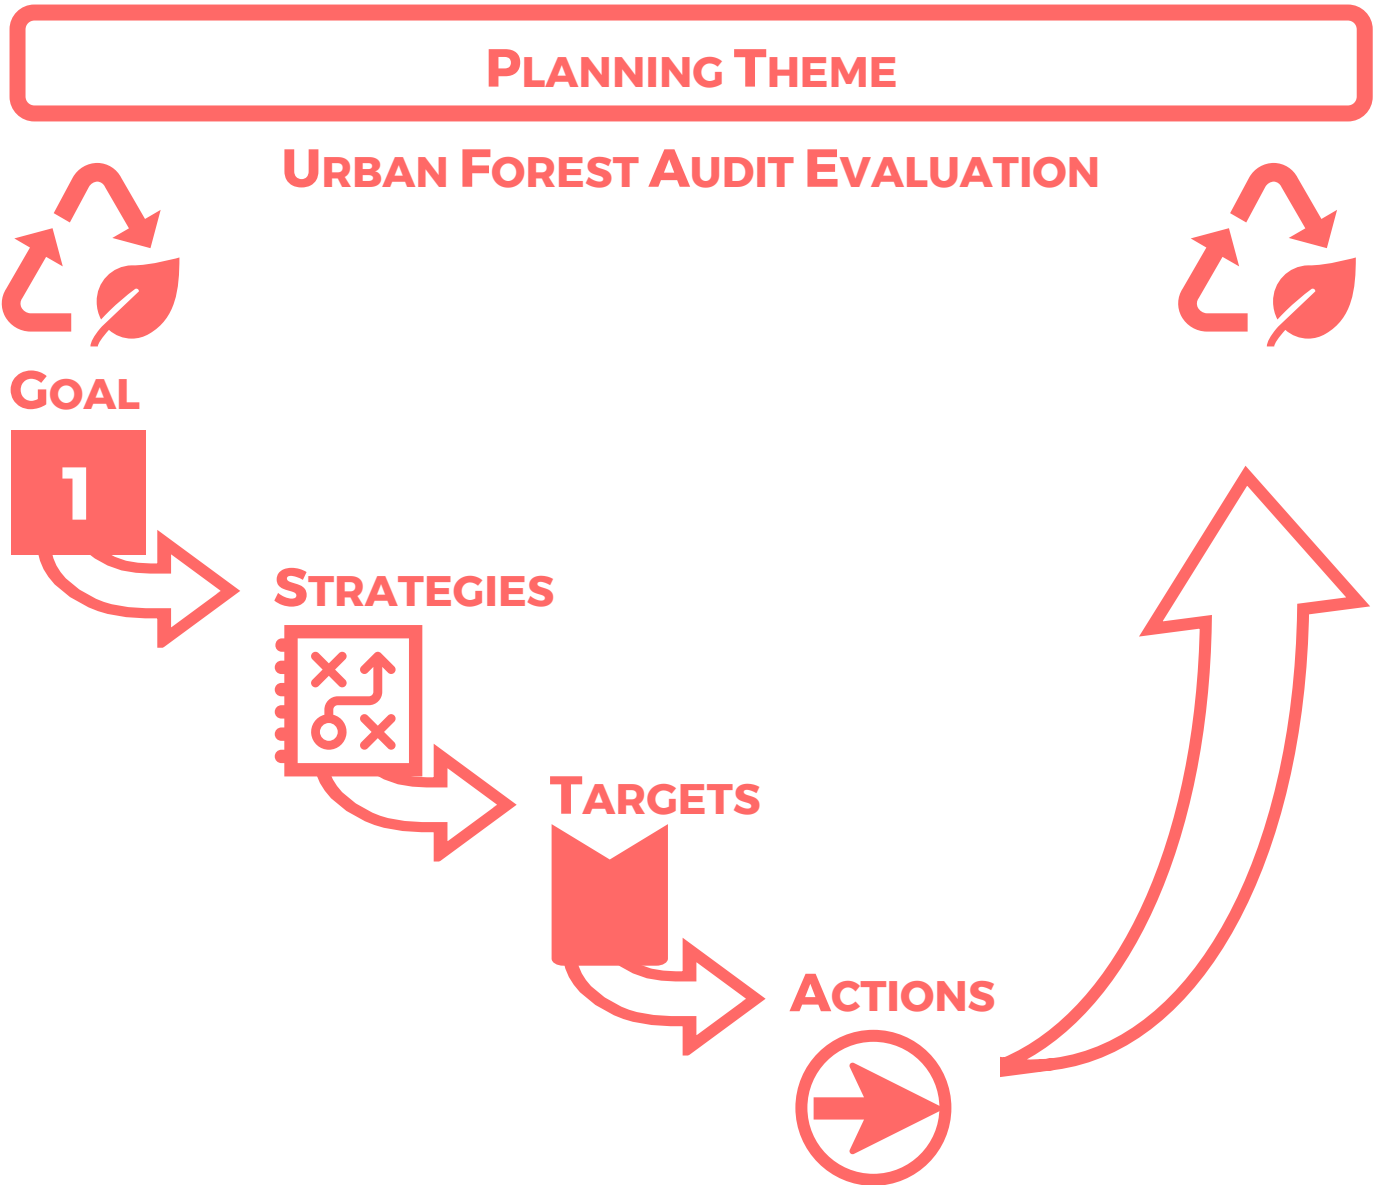 PLANNING THEME
URBAN FOREST AUDIT EVALUATION
GOAL
1
STRATEGIES
TARGETS
ACTIONS